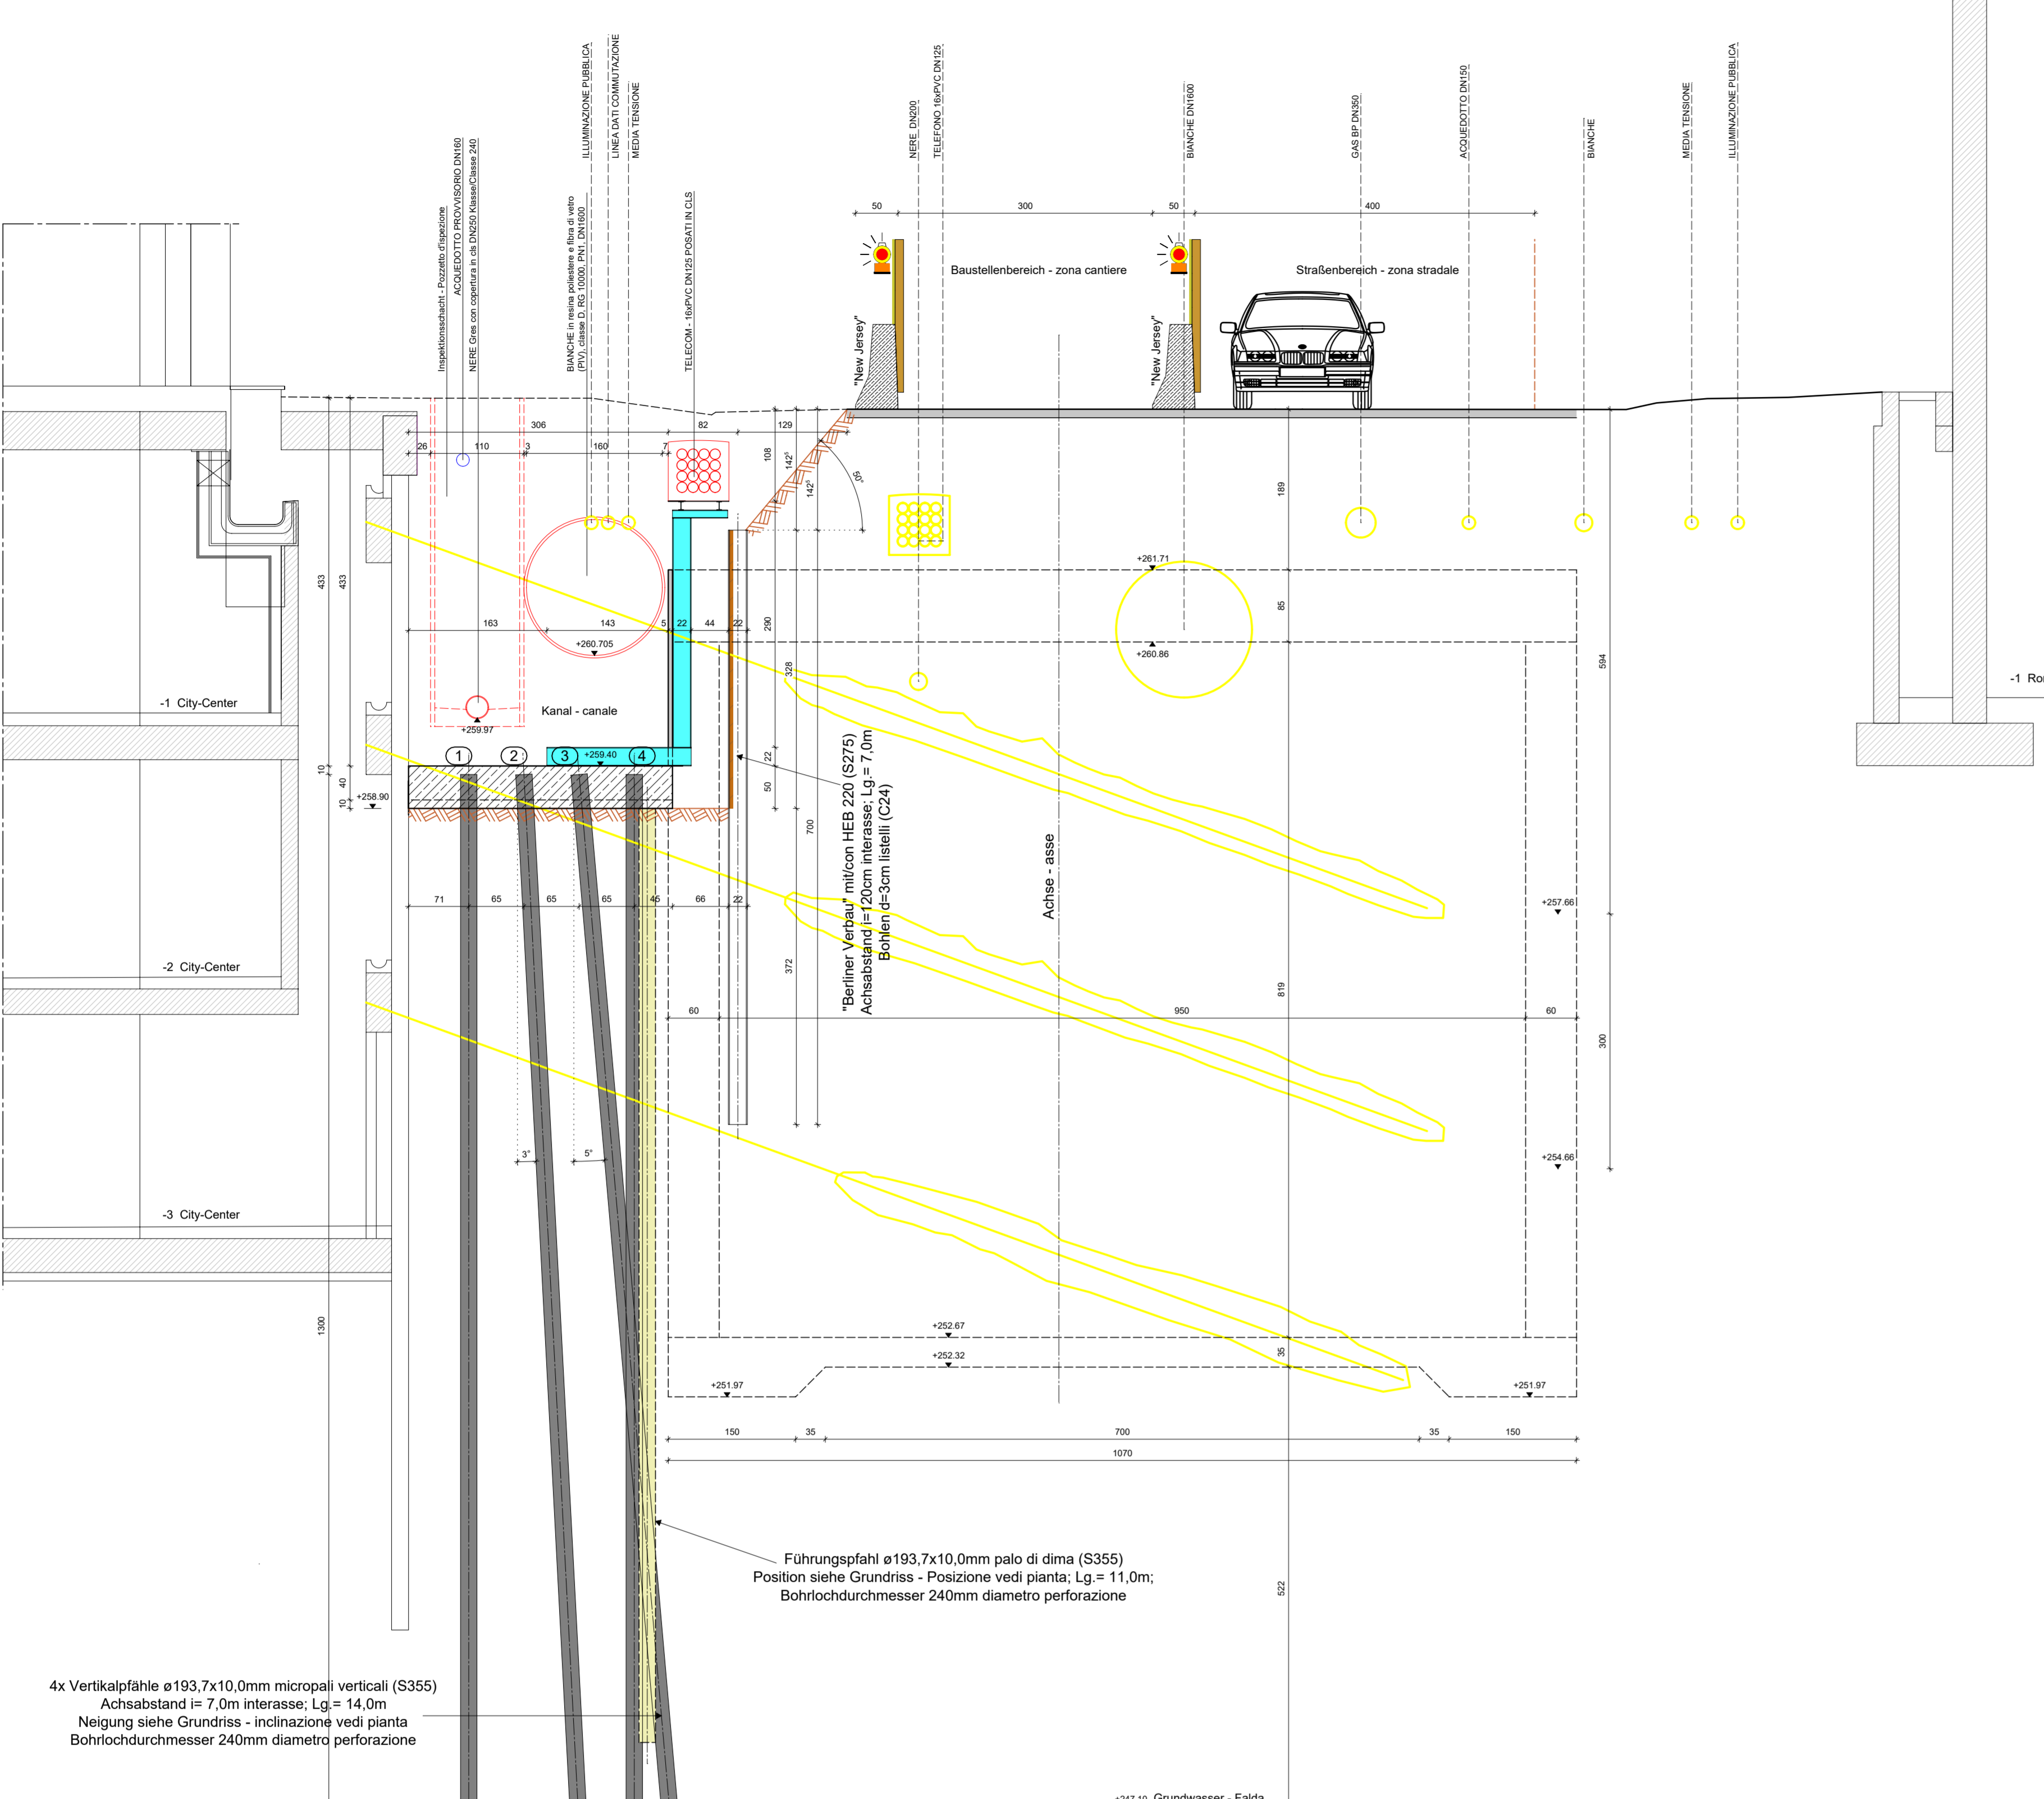 ILLUMINAZIONE PUBBLICA
LINEA DATI COMMUTAZIONE
MEDIA TENSIONE
Inspektionsschacht - Pozzetto d'ispezione
ACQUEDOTTO PROVVISORIO DN160
NERE Gres con copertura in cls DN250 Klasse/Classe 240
BIANCHE in resina poliestere e fibra di vetro
(PIV), classe D, RG 10000, PN1, DN1600
TELECOM - 16xPVC DN125 POSATI IN CLS
NERE  DN200
TELEFONO 16xPVC DN125
BIANCHE DN1600
GAS BP DN350
ACQUEDOTTO DN150
BIANCHE
MEDIA TENSIONE
ILLUMINAZIONE PUBBLICA
50
300
50
400
Baustellenbereich - zona cantiere
Straßenbereich - zona stradale
"New Jersey"
"New Jersey"
306
82
129
26
110
3
160
7
108
142⁵
142⁵
50°
189
433
433
+261.71
85
163
143
5
22
44
22
290
+260.705
+260.86
328
594
-1  City-Center
Kanal - canale
+259.97
1
2
3
+259.40
4
22
10
40
50
10
+258.90
700
"Berliner Verbau" mit/con HEB 220 (S275)
Achsabstand i=120cm interasse; Lg.= 7,0m
Bohlen d=3cm listelli (C24)
Achse - asse
71
65
65
65
45
66
22
+257.66
-2  City-Center
372
819
60
950
60
300
3°
5°
+254.66
-3  City-Center
1300
+252.67
+252.32
35
+251.97
+251.97
150
35
700
35
150
1070
Führungspfahl ø193,7x10,0mm palo di dima (S355)
Position siehe Grundriss - Posizione vedi pianta; Lg.= 11,0m;
Bohrlochdurchmesser 240mm diametro perforazione
522
4x Vertikalpfähle ø193,7x10,0mm micropali verticali (S355)
Achsabstand i= 7,0m interasse; Lg.= 14,0m
Neigung siehe Grundriss - inclinazione vedi pianta
Bohrlochdurchmesser 240mm diametro perforazione
+247.10  Grundwasser - Falda